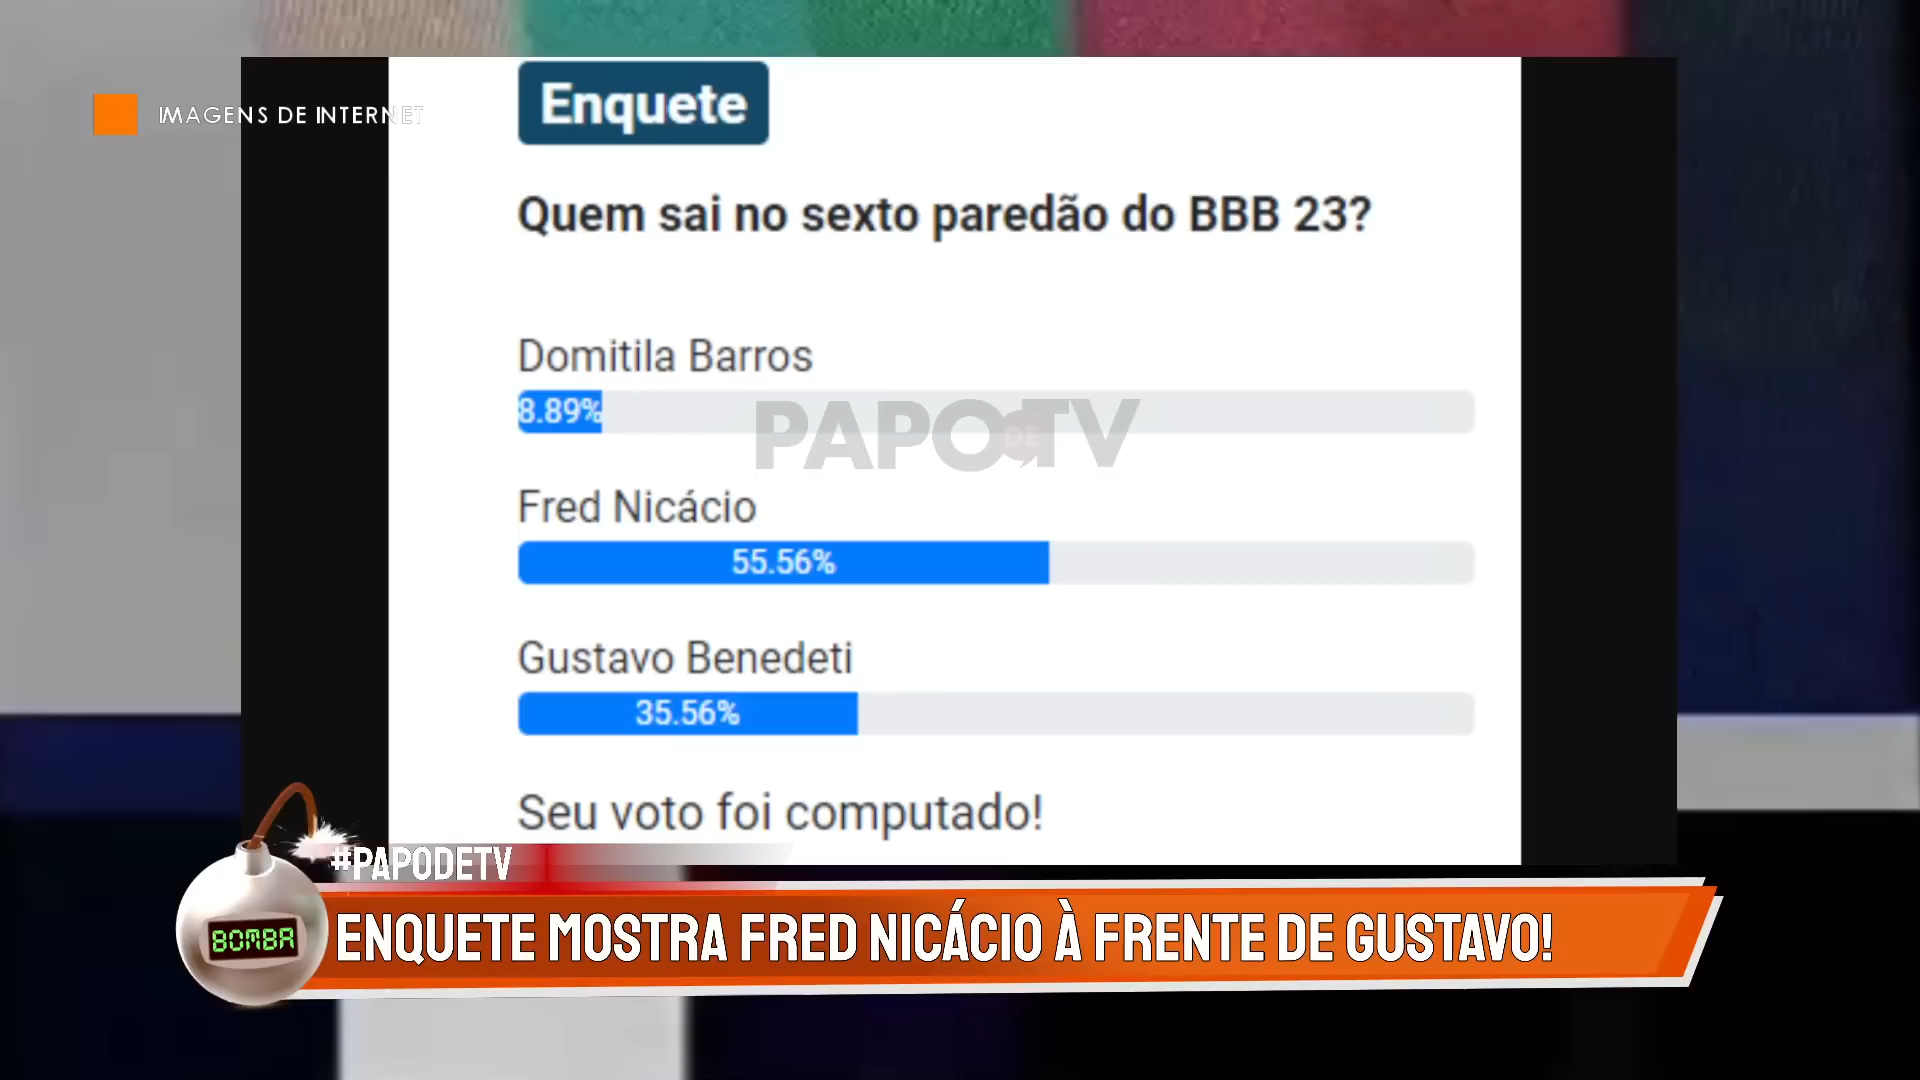 IMAGENS DE INTERNET
Enquete
Quem sai no sexto paredão do BBB 23?
Domitila Barros
8.89%
PAPO DE TV
Fred Nicácio
55.56%
Gustavo Benedeti
35.56%
Seu voto foi computado!
#PAPODETV
BOMBA
ENQUETE MOSTRA FRED NICÁCIO À FRENTE DE GUSTAVO!